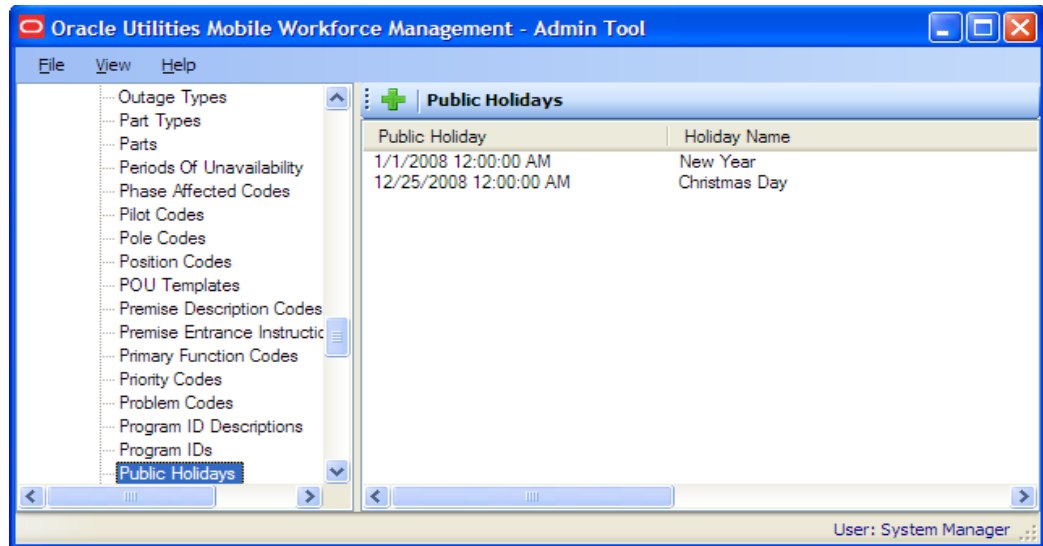 Oracle Utilities Mobile Workforce Management - Admin Tool
File View Help
Outage Types
Part Types
Parts
Periods Of Unavailability
Phase Affected Codes
Pilot Codes
Pole Codes
Position Codes
POU Templates
Premise Description Codes
Premise Entrance Instructic
Primary Function Codes
Priority Codes
Problem Codes
Program ID Descriptions
Program IDs
Public Holidays
Public Holidays
Public Holiday Holiday Name
1/1/2008 12:00:00 AM New Year
12/25/2008 12:00:00 AM Christmas Day
User: System Manager